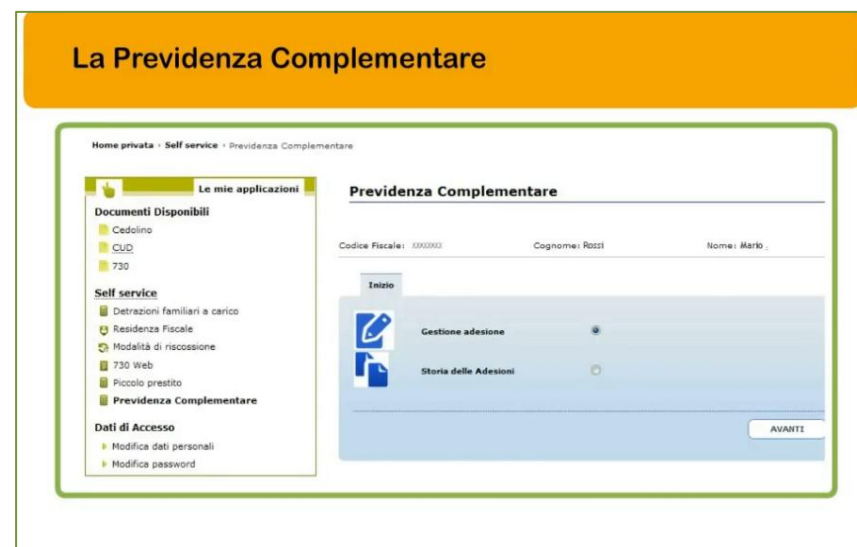 La Previdenza Complementare
Home privata › Self service › Previdenza Complementare
Le mie applicazioni
Documenti Disponibili
Cedolino
CUD
730
Self service
Detrazioni familiari a carico
Residenza Fiscale
Modalità di riscossione
730 Web
Piccolo prestito
Previdenza Complementare
Dati di Accesso
Modifica dati personali
Modifica password
Previdenza Complementare
Codice Fiscale: Cognome: Rossi Nome: Mario
Inizio
Gestione adesione
Storia delle Adesioni
AVANTI